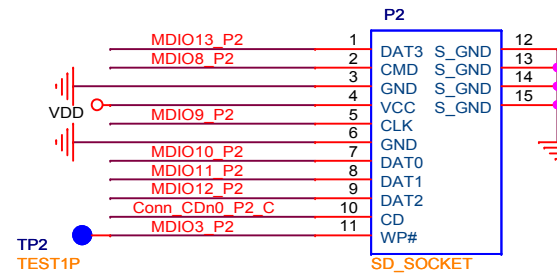 P2
MDIO13_P2 1 DAT3 S_GND 12
MDIO8_P2 2 CMD S_GND 13
3 GND S_GND 14
VDD 4 VCC S_GND 15
MDIO9_P2 5 CLK
6 GND
MDIO10_P2 7 DAT0
MDIO11_P2 8 DAT1
MDIO12_P2 9 DAT2
Conn_CDn0_P2_C 10 CD
MDIO3_P2 11 WP#
TP2
TEST1P SD_SOCKET